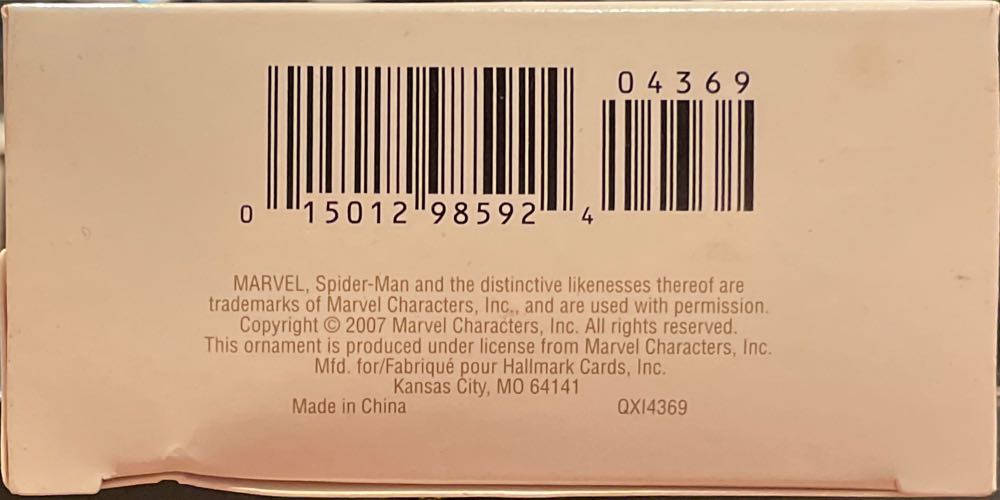 04369
0 15012 98592 4
MARVEL, Spider-Man and the distinctive likenesses thereof are
trademarks of Marvel Characters, Inc., and are used with permission.
Copyright © 2007 Marvel Characters, Inc. All rights reserved.
This ornament is produced under license from Marvel Characters, Inc.
Mfd. for/Fabriqué pour Hallmark Cards, Inc.
Kansas City, MO 64141
Made in China QXI4369